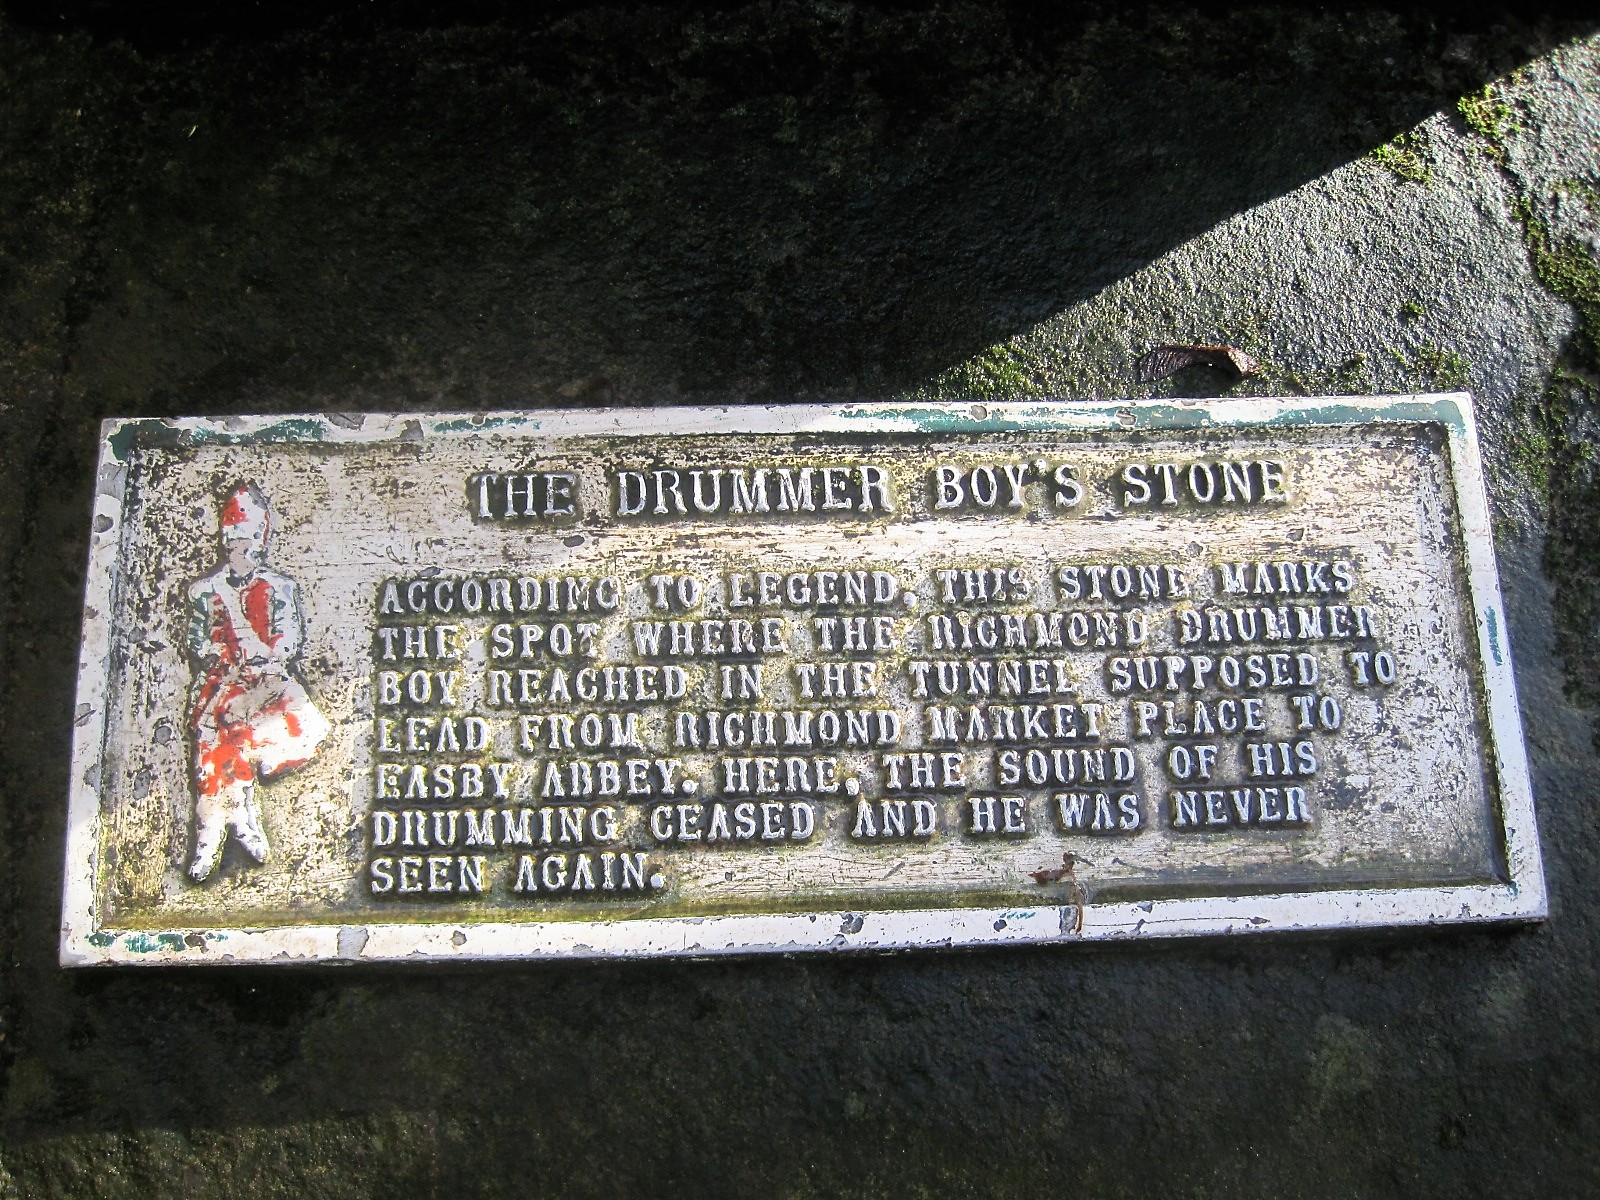 THE DRUMMER BOY'S STONE
ACCORDING TO LEGEND, THIS STONE MARKS
THE SPOT WHERE THE RICHMOND DRUMMER
BOY REACHED IN THE TUNNEL SUPPOSED TO
LEAD FROM RICHMOND MARKET PLACE TO
EASBY ABBEY. HERE, THE SOUND OF HIS
DRUMMING CEASED AND HE WAS NEVER
SEEN AGAIN.